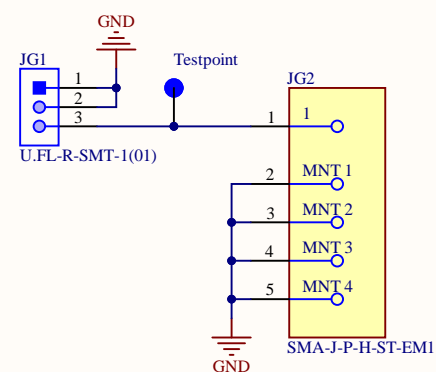 GND
JG1
Testpoint
1
2
3
U.FL-R-SMT-1(01)
JG2
1 1
2 MNT 1
3 MNT 2
4 MNT 3
5 MNT 4
SMA-J-P-H-ST-EM1
GND